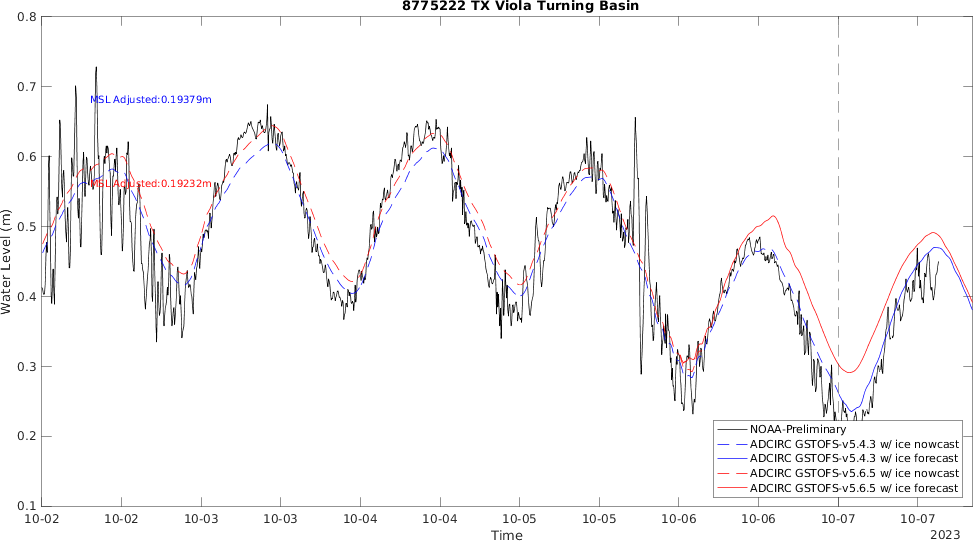 8775222 TX Viola Turning Basin
0.8
0.7
MSL Adjusted:0.19379m
0.6
MSL Adjusted:0.19232m
0.5
Water Level (m)
0.4
0.3
0.2
0.1
NOAA-Preliminary
ADCIRC GSTOFS-v5.4.3 w/ ice nowcast
ADCIRC GSTOFS-v5.4.3 w/ ice forecast
ADCIRC GSTOFS-v5.6.5 w/ ice nowcast
ADCIRC GSTOFS-v5.6.5 w/ ice forecast
10-02 10-02 10-03 10-03 10-04 10-04 10-05 10-05 10-06 10-06 10-07 10-07
Time
2023